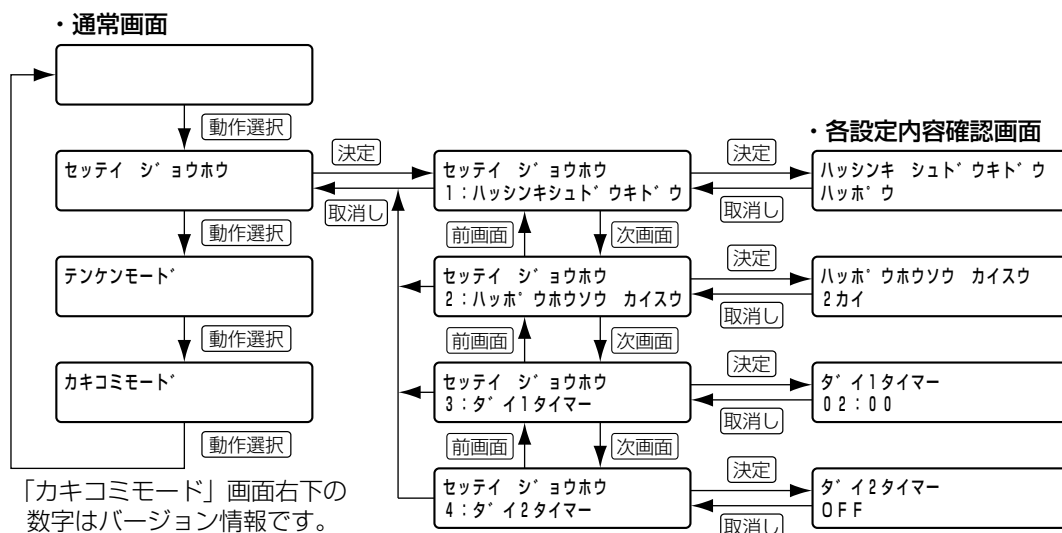 ・通常画面
動作選択
セッテイ ジョウホウ
動作選択
テンケンモード
動作選択
カキコミモード
動作選択
「カキコミモード」画面右下の
数字はバージョン情報です。
決定
取消し
セッテイ ジョウホウ
1:ハッシンキシュドウキドウ
前画面
次画面
セッテイ ジョウホウ
2:ハッポウホウソウ カイスウ
前画面
次画面
セッテイ ジョウホウ
3:ダイ1タイマー
前画面
次画面
セッテイ ジョウホウ
4:ダイ2タイマー
・各設定内容確認画面
決定
取消し
ハッシンキ シュドウキドウ
ハッポウ
決定
取消し
ハッポウホウソウ カイスウ
2カイ
決定
取消し
ダイ1タイマー
02:00
決定
取消し
ダイ2タイマー
OFF